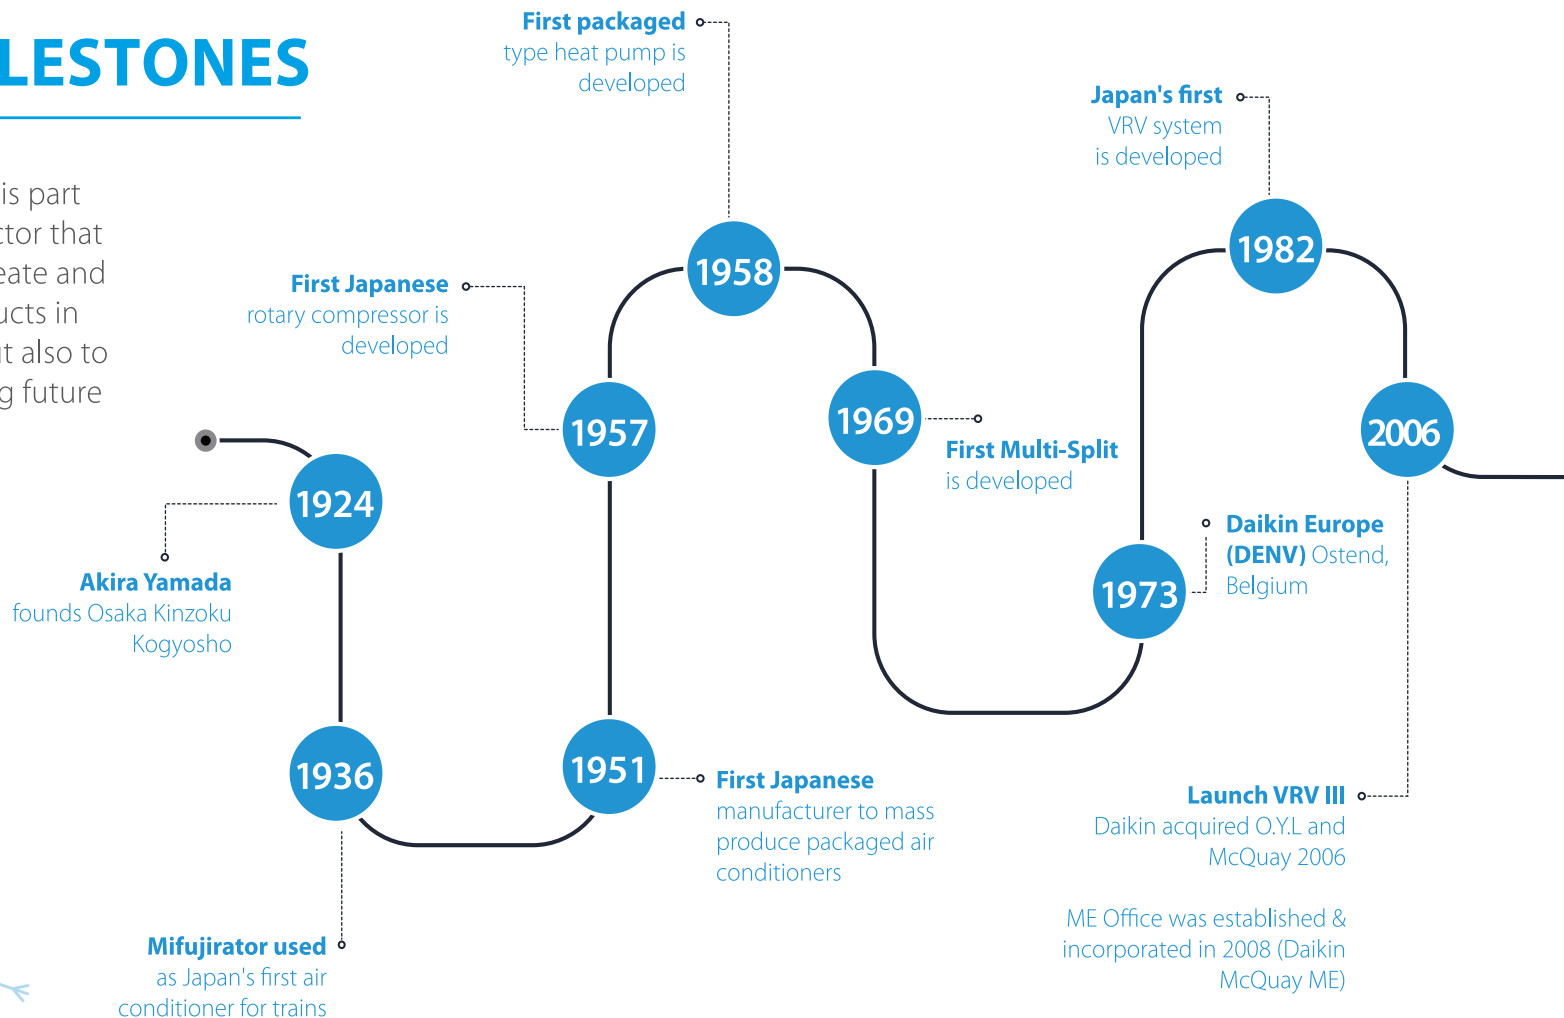 LESTONES
is part
ctor that
eate and
ucts in
ut also to
g future
1924
Akira Yamada
founds Osaka Kinzoku
Kogyosho
1936
Mifujirator used
as Japan's first air
conditioner for trains
1951
First Japanese
manufacturer to mass
produce packaged air
conditioners
1957
First Japanese
rotary compressor is
developed
1958
First packaged
type heat pump is
developed
1969
First Multi-Split
is developed
1973
Daikin Europe
(DENV) Ostend,
Belgium
1982
Japan's first
VRV system
is developed
2006
Launch VRV III
Daikin acquired O.Y.L and
McQuay 2006
ME Office was established &
incorporated in 2008 (Daikin
McQuay ME)